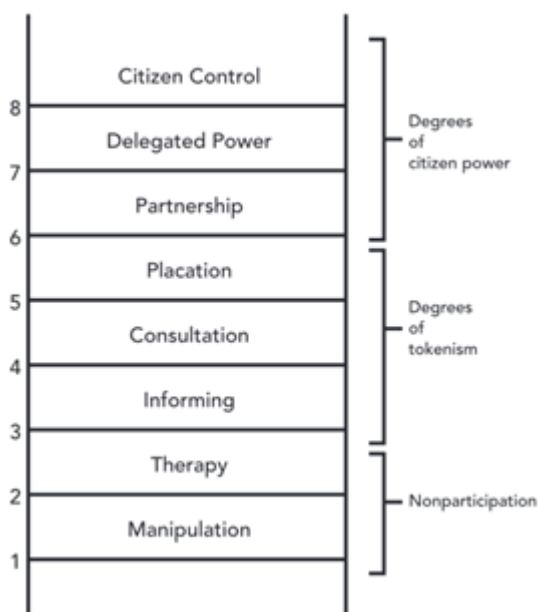 Citizen Control
8
Delegated Power
7
Partnership
6
Placation
5
Consultation
4
Informing
3
Therapy
2
Manipulation
1
Degrees
of
citizen power
Degrees
of
tokenism
Nonparticipation